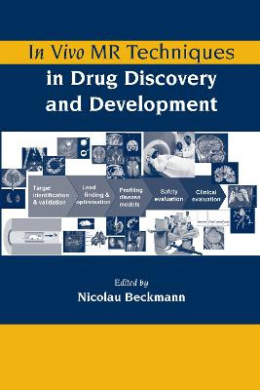 In Vivo MR Techniques
in Drug Discovery
and Development
Target
identification
& validation
Lead
finding &
optimisation
Profiling
disease
models
Safety
evaluation
Clinical
evaluation
Edited by
Nicolau Beckmann